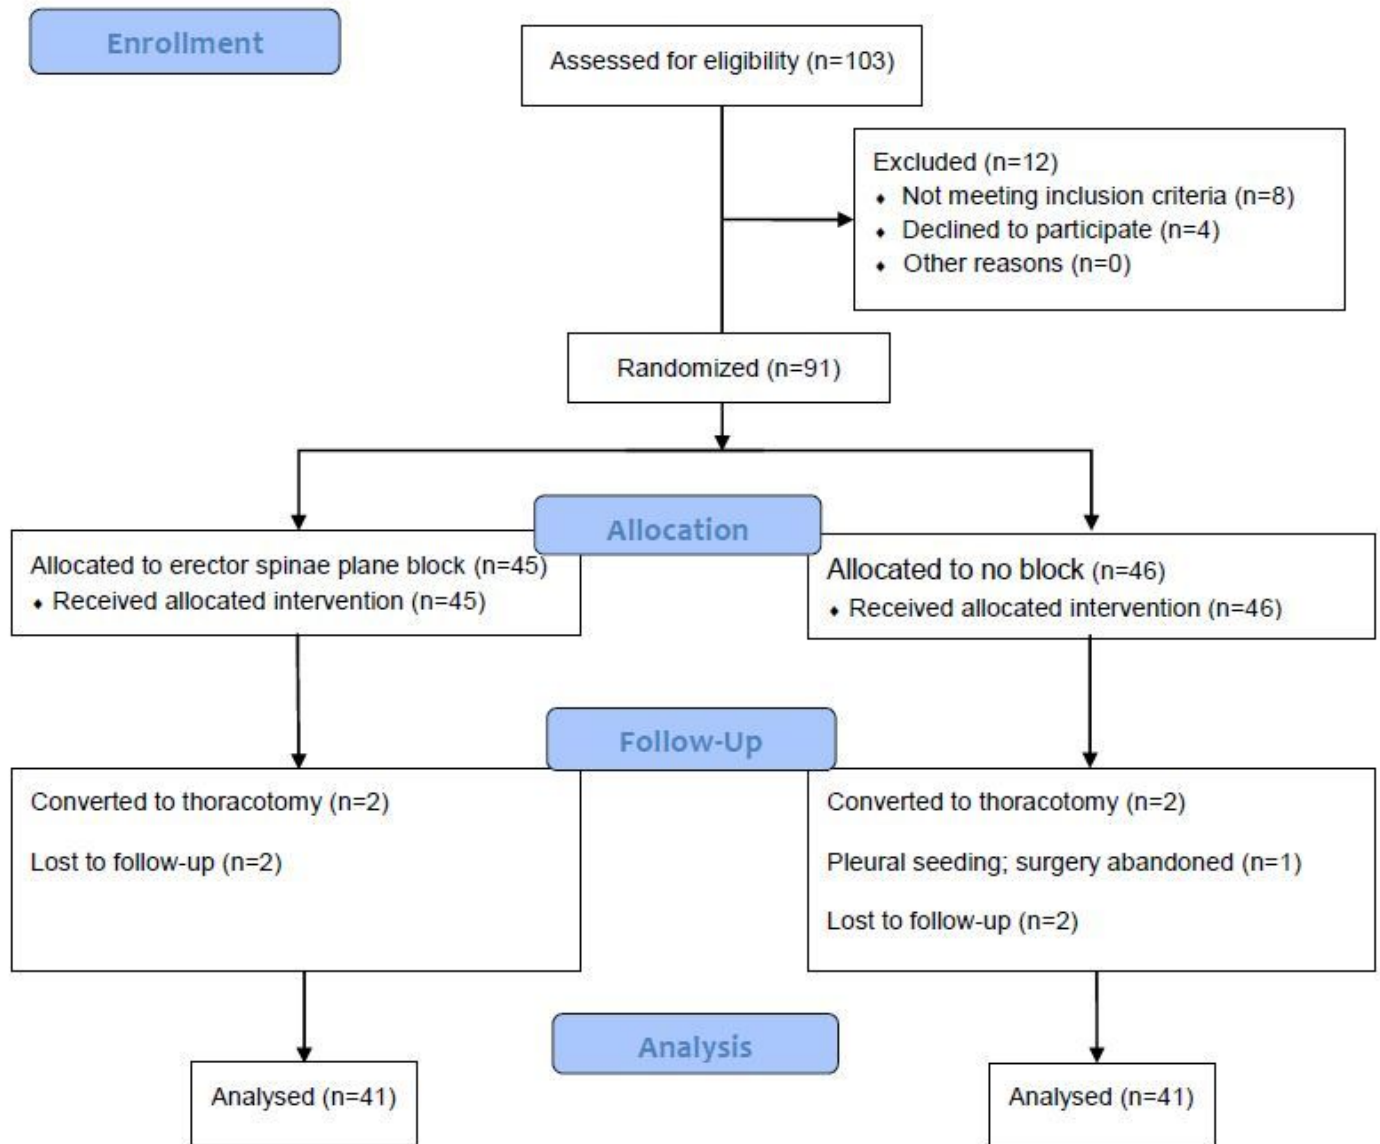 Enrollment
Assessed for eligibility (n=103)
Excluded (n=12)
⬧ Not meeting inclusion criteria (n=8)
⬧ Declined to participate (n=4)
⬧ Other reasons (n=0)
Randomized (n=91)
Allocation
Allocated to erector spinae plane block (n=45)
⬧ Received allocated intervention (n=45)
Allocated to no block (n=46)
⬧ Received allocated intervention (n=46)
Follow-Up
Converted to thoracotomy (n=2)
Lost to follow-up (n=2)
Converted to thoracotomy (n=2)
Pleural seeding; surgery abandoned (n=1)
Lost to follow-up (n=2)
Analysis
Analysed (n=41)
Analysed (n=41)